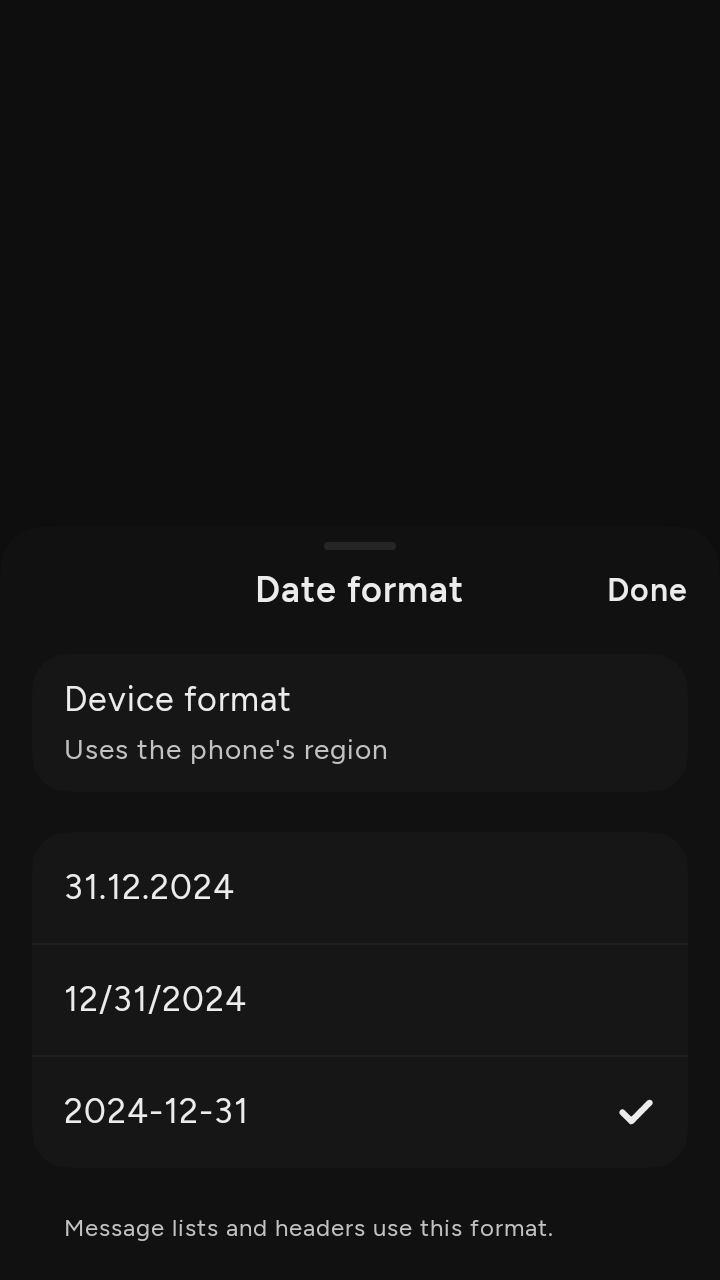 Date format
Done
Device format
Uses the phone's region
31.12.2024
12/31/2024
2024-12-31
Message lists and headers use this format.